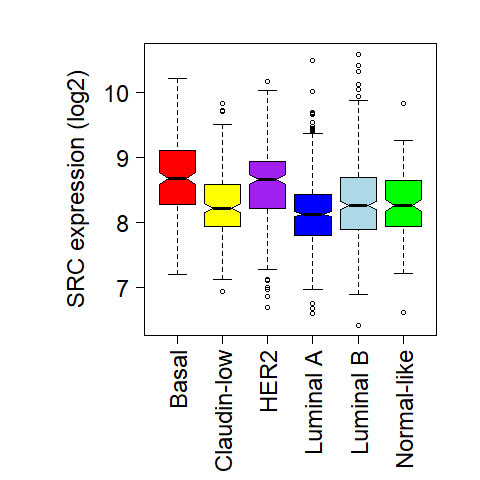 SRC expression (log2)
10
9
8
7
Basal
Claudin-low
HER2
Luminal A
Luminal B
Normal-like